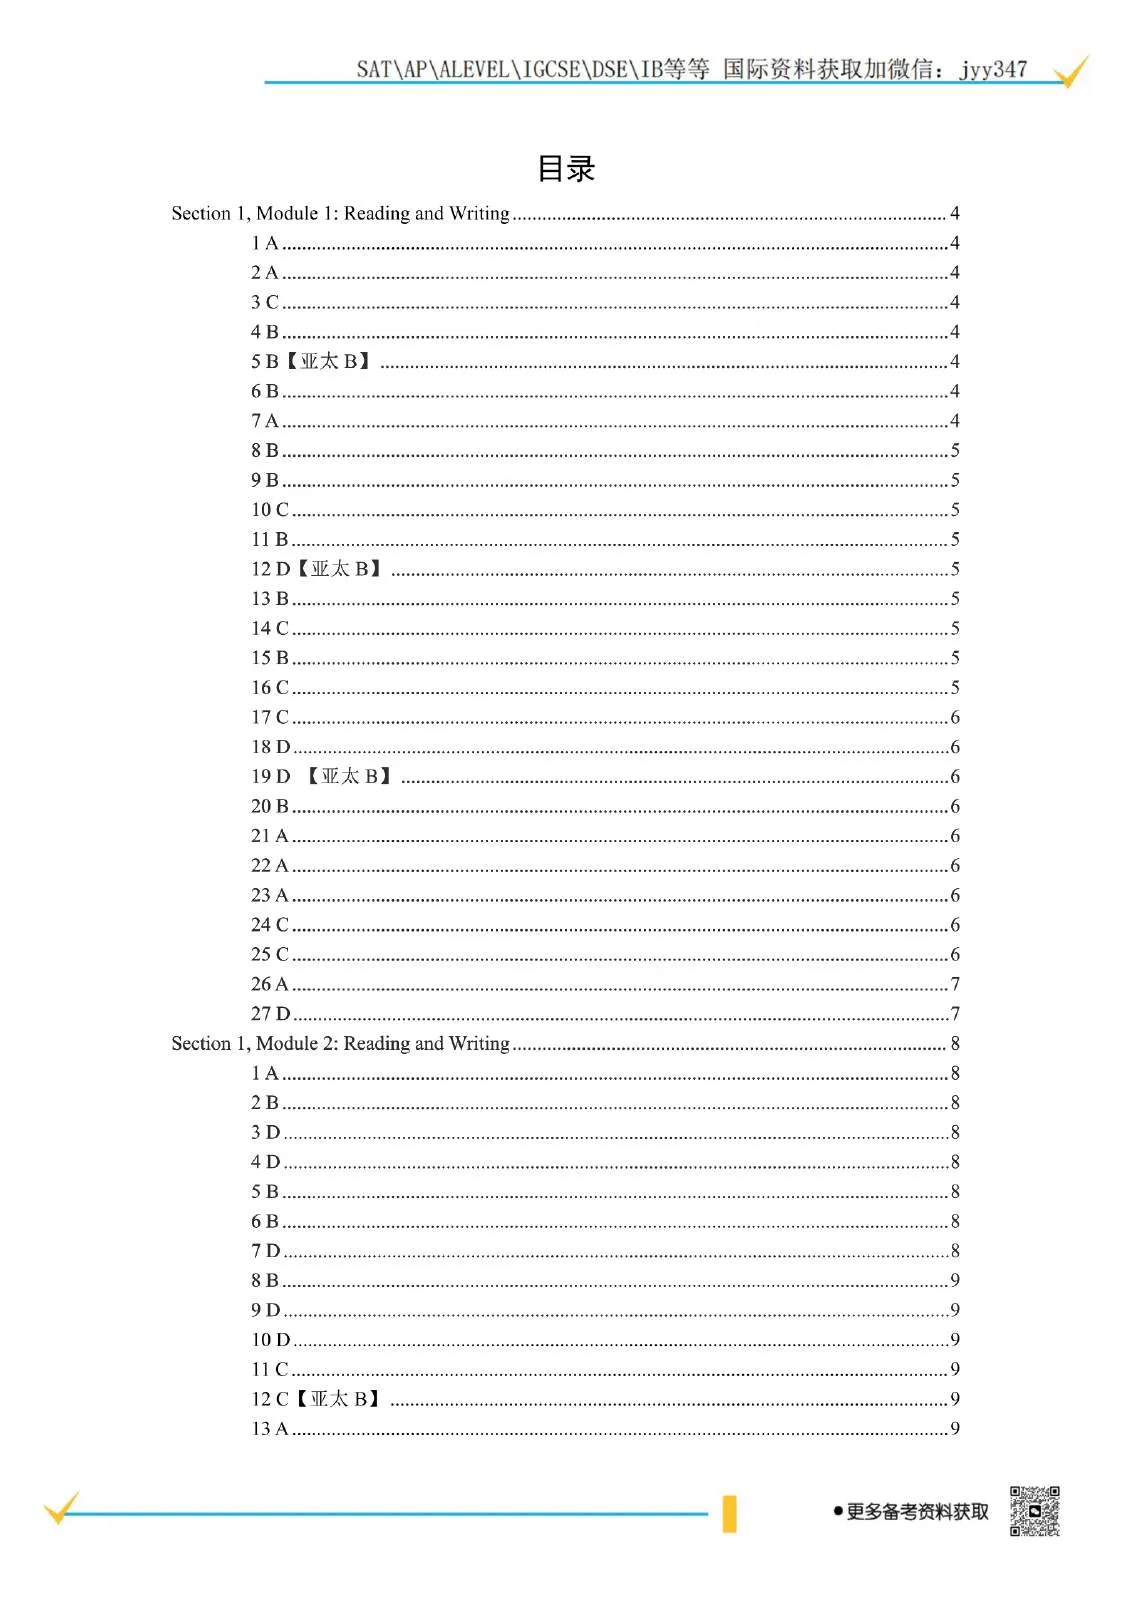 SAT\AP\ALEVEL\IGCSE\DSE\IB等等 国际资料获取加微信：jyy347
目录
Section 1, Module 1: Reading and Writing 4
1 A 4
2 A 4
3 C 4
4 B 4
5 B【亚太 B】 4
6 B 4
7 A 4
8 B 5
9 B 5
10 C 5
11 B 5
12 D【亚太 B】 5
13 B 5
14 C 5
15 B 5
16 C 5
17 C 6
18 D 6
19 D 【亚太 B】 6
20 B 6
21 A 6
22 A 6
23 A 6
24 C 6
25 C 6
26 A 7
27 D 7
Section 1, Module 2: Reading and Writing 8
1 A 8
2 B 8
3 D 8
4 D 8
5 B 8
6 B 8
7 D 8
8 B 9
9 D 9
10 D 9
11 C 9
12 C【亚太 B】 9
13 A 9
●更多备考资料获取